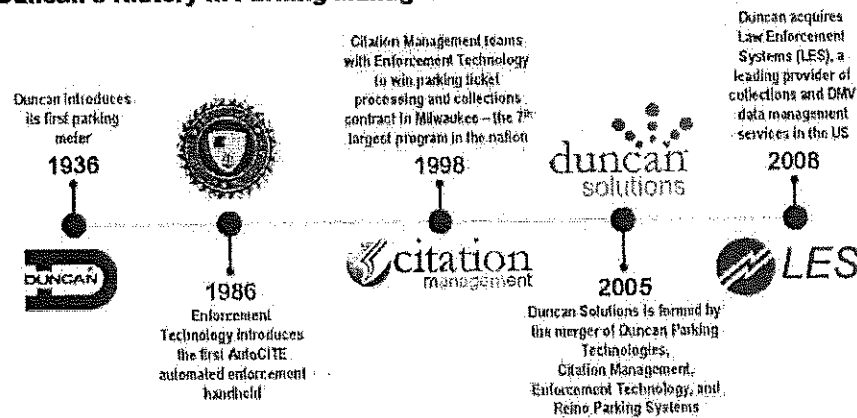 Duncan's History in Parking Manag
Duncan introduces
its first parking
meter
1936
DUNCAN
1986
Enforcement
Technology introduces
the first AutoCITE
automated enforcement
handheld
Citation Management teams
with Enforcement Technology
to win parking ticket
processing and collections
contract in Milwaukee – the 7th
largest program in the nation
1998
citation
management
duncan
solutions
2005
Duncan Solutions is formed by
the merger of Duncan Parking
Technologies,
Citation Management,
Enforcement Technology, and
Reino Parking Systems
Duncan acquires
Law Enforcement
Systems (LES), a
leading provider of
collections and DMV
data management
services in the US
2008
LES